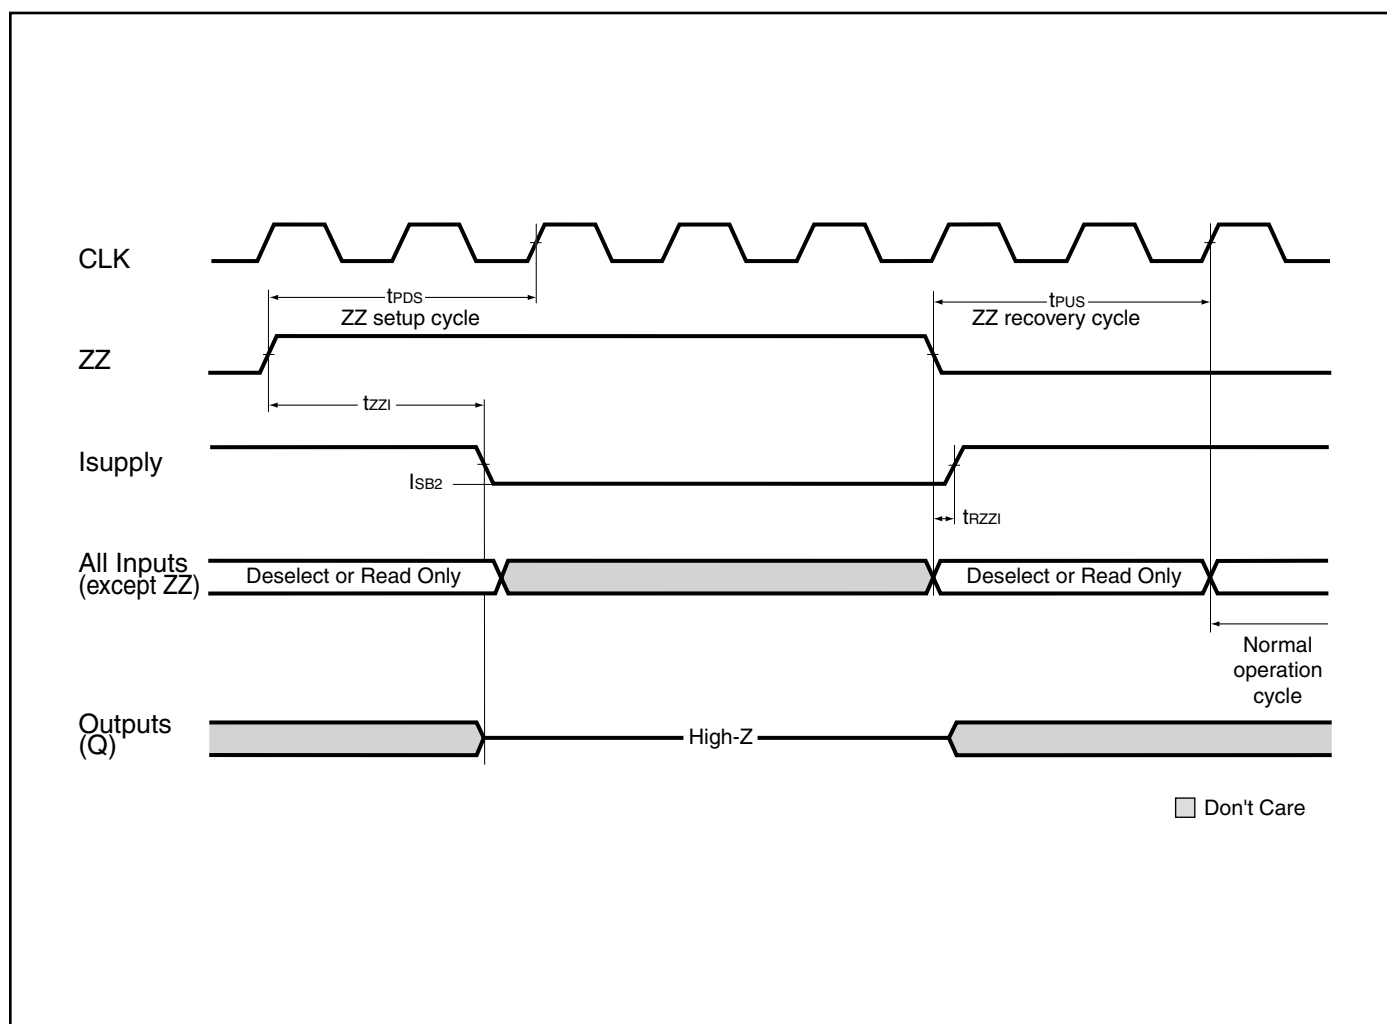 CLK
tPDS
ZZ setup cycle
tPUS
ZZ recovery cycle
ZZ
tZZI
Isupply
ISB2
tRZZI
All Inputs
(except ZZ)
Deselect or Read Only
Deselect or Read Only
Normal
operation
cycle
Outputs
(Q)
High-Z
Don't Care